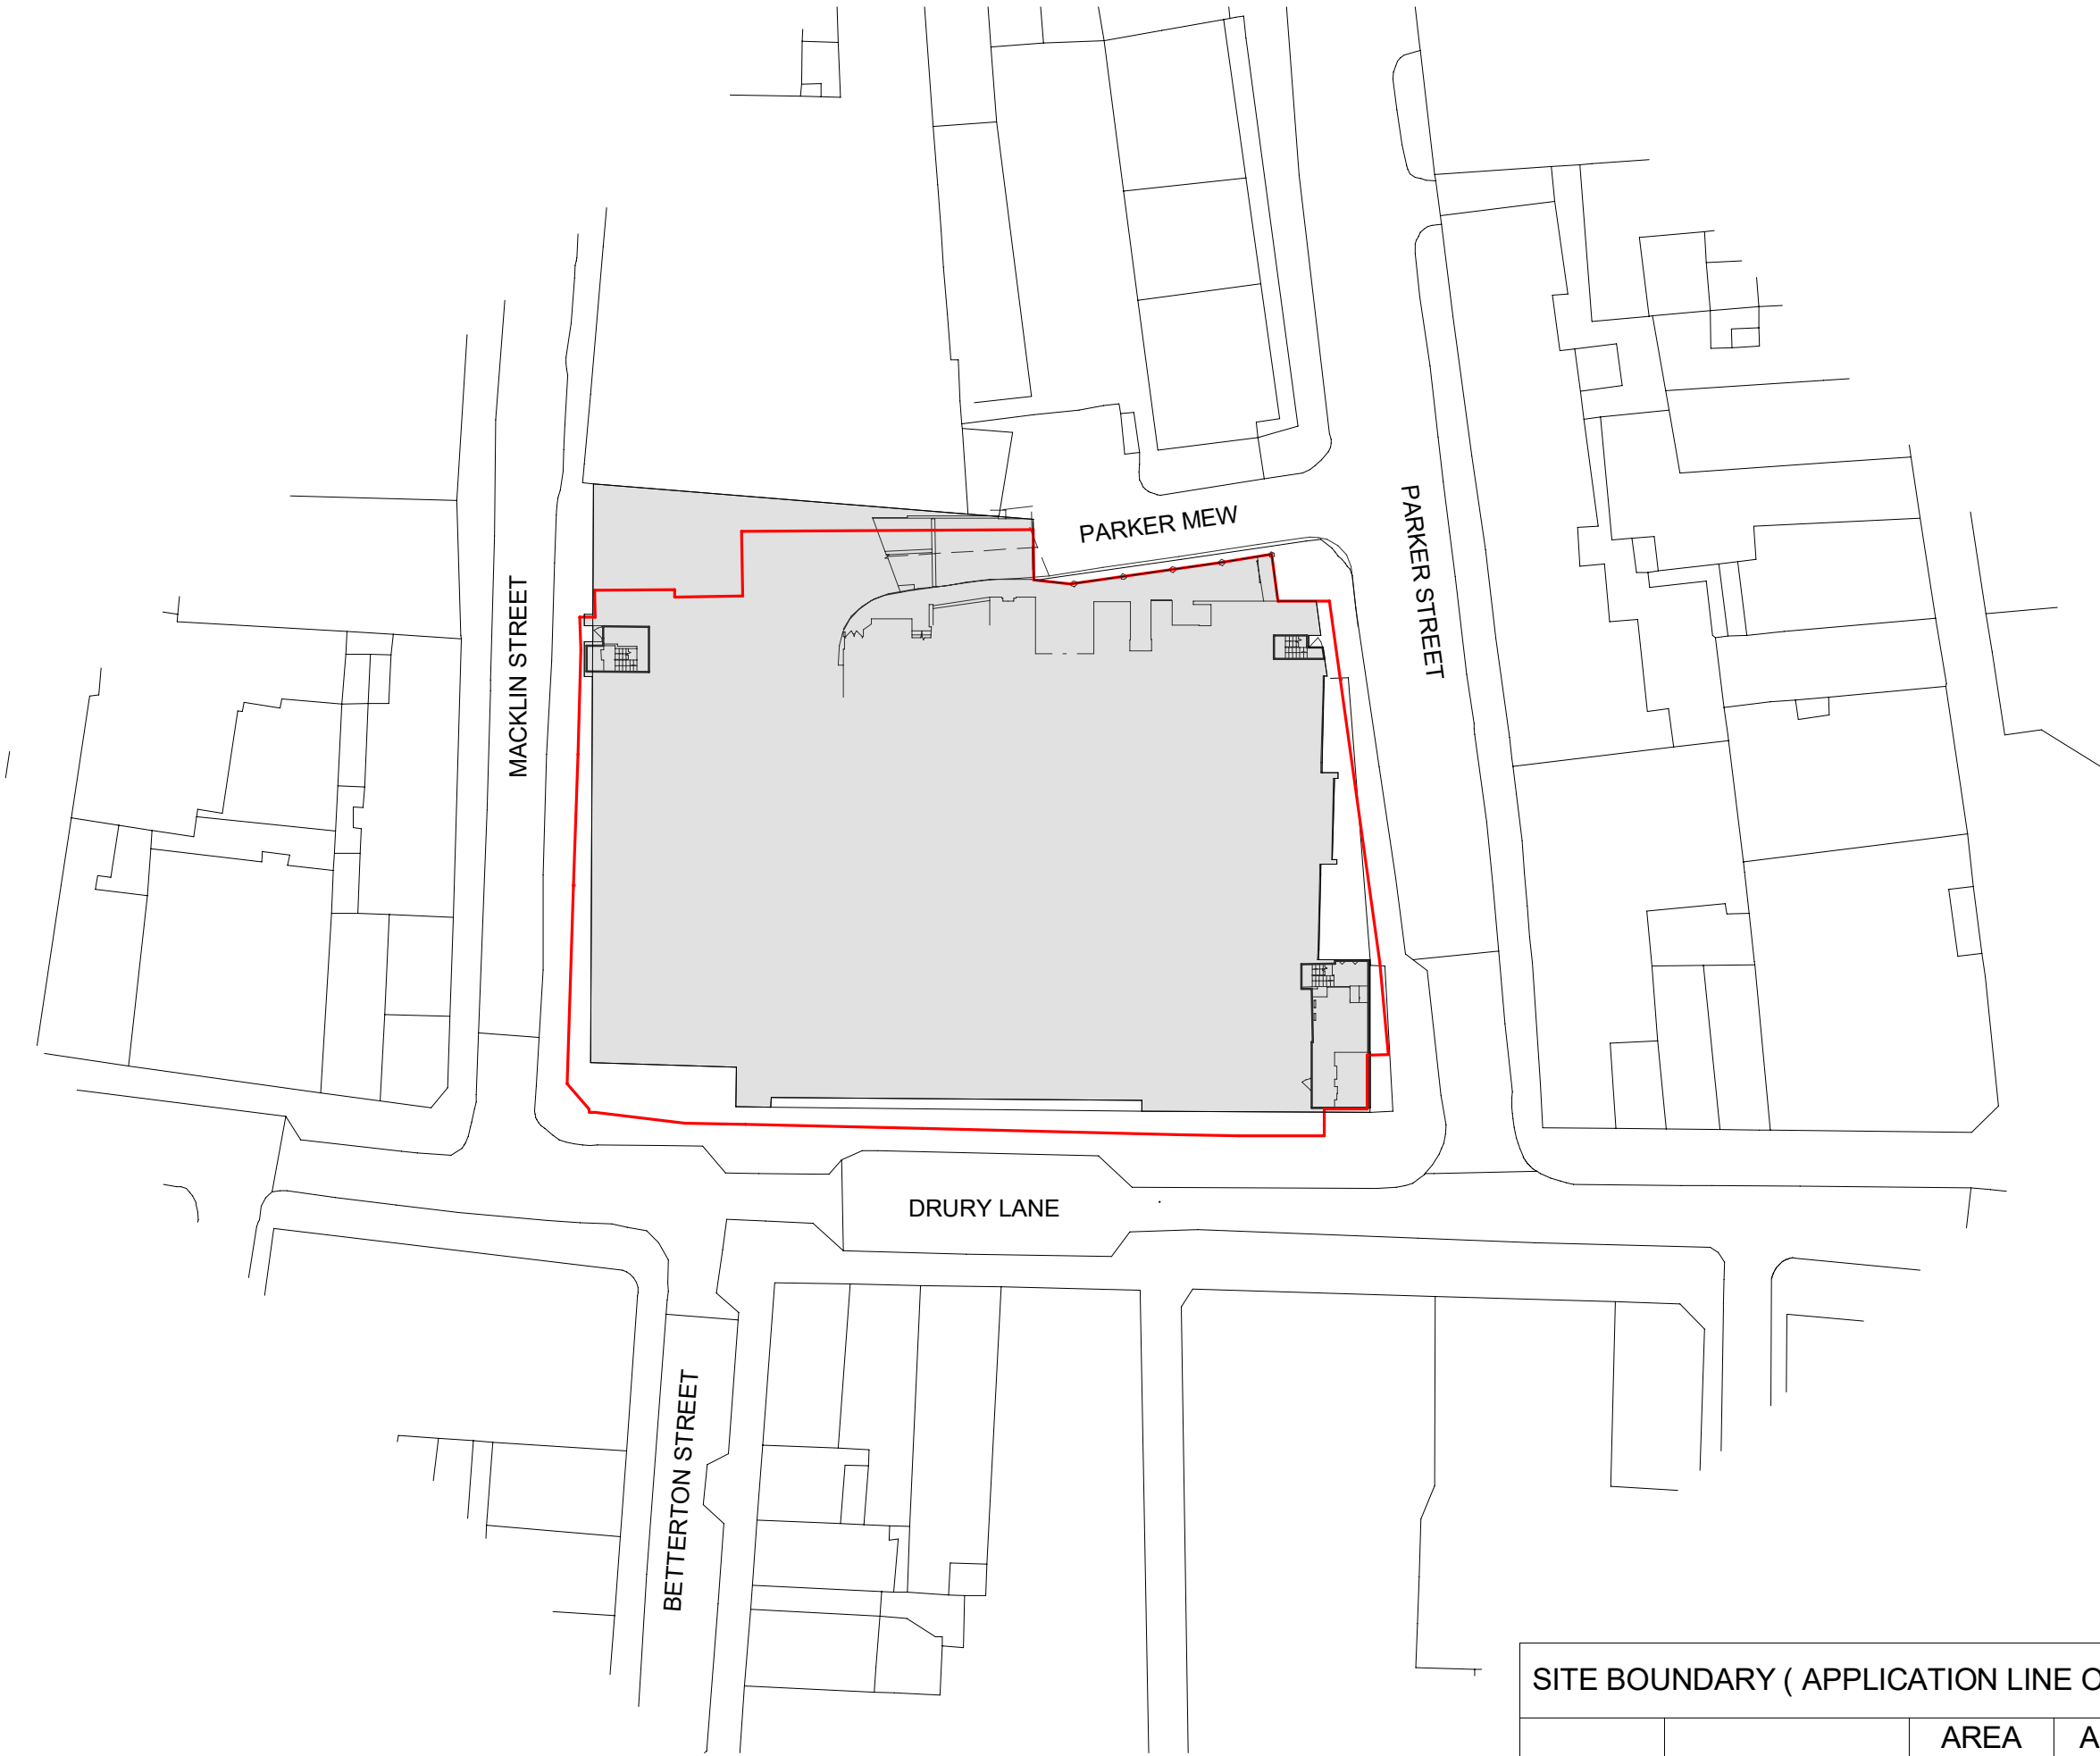 PARKER MEW
PARKER STREET
MACKLIN STREET
DRURY LANE
BETTERTON STREET
SITE BOUNDARY ( APPLICATION LINE O
AREA
A